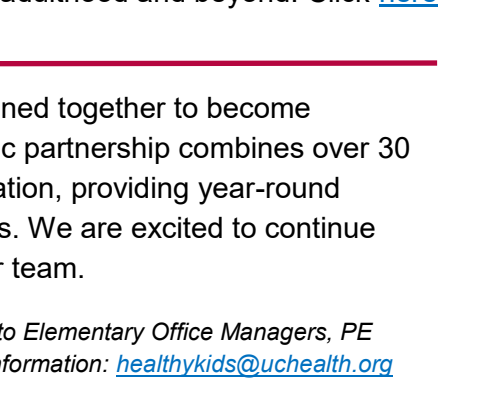 adulthood and beyond. Click here
ned together to become
c partnership combines over 30
ation, providing year-round
s. We are excited to continue
r team.
to Elementary Office Managers, PE
nformation: healthykids@uchealth.org